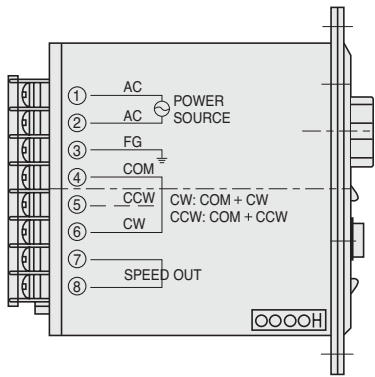 1 AC
POWER
2 AC SOURCE
3 FG
4 COM
5 CCW CW: COM + CW
CCW: COM + CCW
6 CW
7
SPEED OUT
8
OOOOH